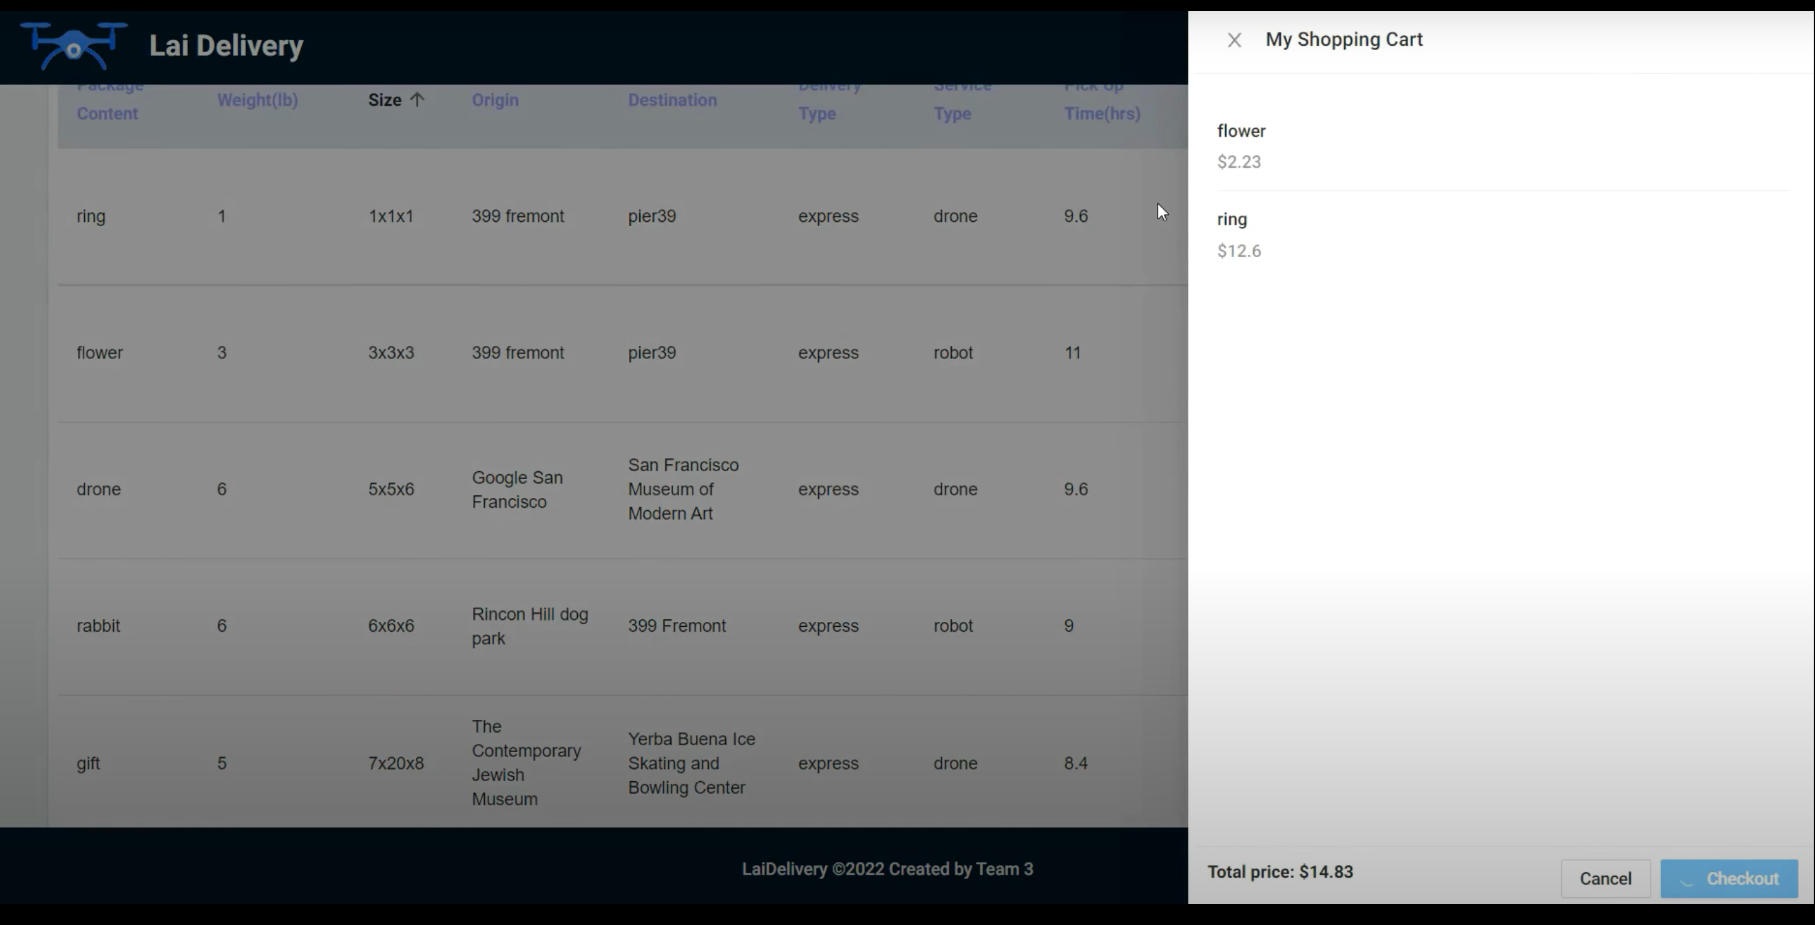 Lai Delivery
My Shopping Cart
Package
Content
Weight(lb)
Size
Origin
Destination
Delivery
Type
Service
Type
Pick Up
Time(hrs)
ring
1
1x1x1
399 fremont
pier39
express
drone
9.6
flower
3
3x3x3
399 fremont
pier39
express
robot
11
drone
6
5x5x6
Google San
Francisco
San Francisco
Museum of
Modern Art
express
drone
9.6
rabbit
6
6x6x6
Rincon Hill dog
park
399 Fremont
express
robot
9
gift
5
7x20x8
The
Contemporary
Jewish
Museum
Yerba Buena Ice
Skating and
Bowling Center
express
drone
8.4
flower
$2.23
ring
$12.6
Total price: $14.83
Cancel
Checkout
LaiDelivery ©2022 Created by Team 3